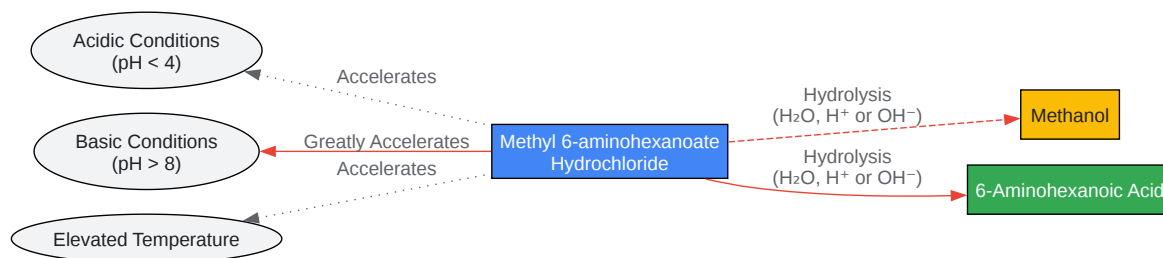 Acidic Conditions
(pH < 4)
Accelerates
Basic Conditions
(pH > 8)
Greatly Accelerates
Accelerates
Elevated Temperature
Methyl 6-aminohexanoate
Hydrochloride
Hydrolysis
(H₂O, H⁺ or OH⁻)
Methanol
Hydrolysis
(H₂O, H⁺ or OH⁻)
6-Aminohexanoic Acid